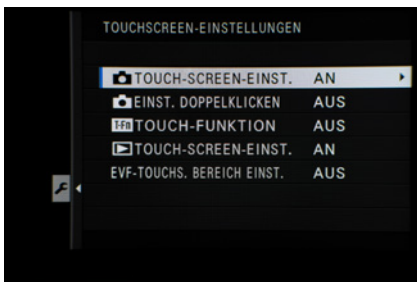 TOUCHSCREEN-EINSTELLUNGEN
TOUCH-SCREEN-EINST. AN
EINST. DOPPELKLICKEN AUS
T-Fn TOUCH-FUNKTION AUS
TOUCH-SCREEN-EINST. AN
EVF-TOUCHS. BEREICH EINST. AUS